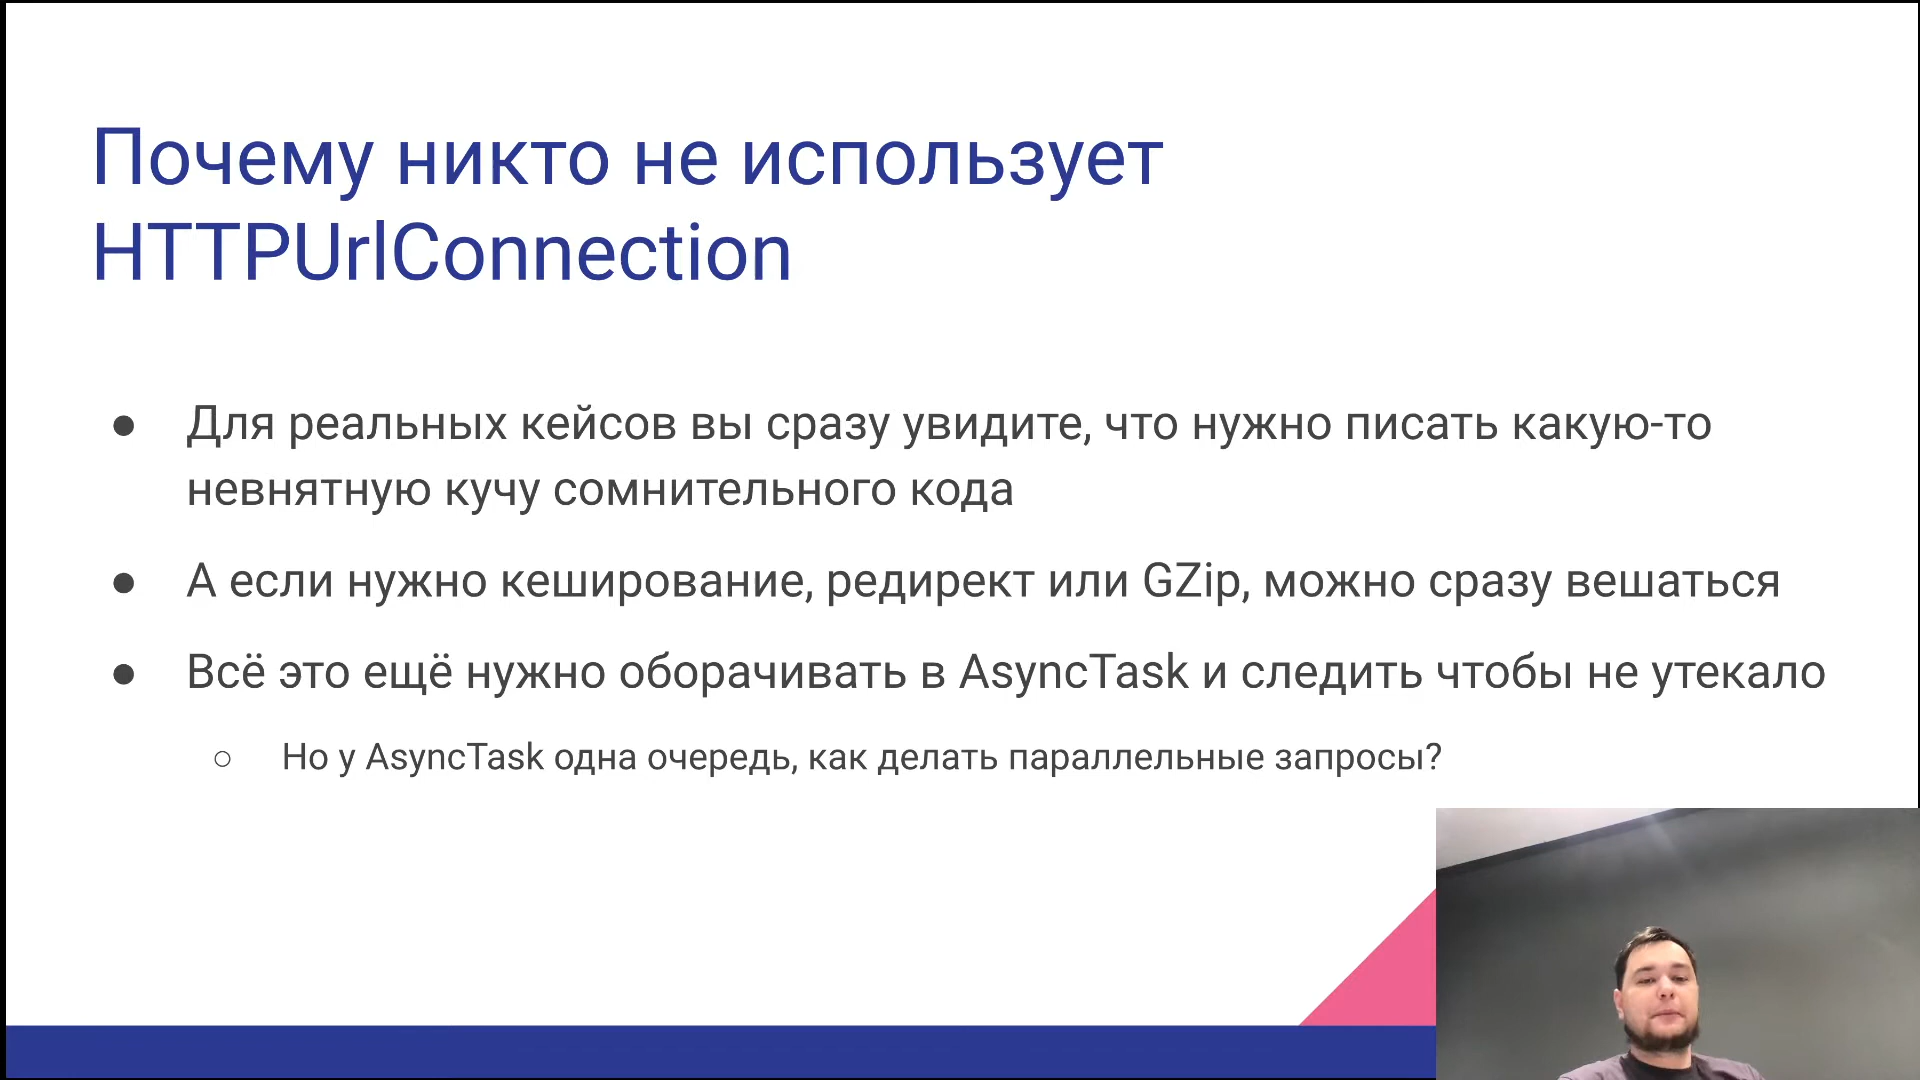 Почему никто не использует
HTTPUrlConnection
● Для реальных кейсов вы сразу увидите, что нужно писать какую-то
невнятную кучу сомнительного кода
● А если нужно кеширование, редирект или GZip, можно сразу вешаться
● Всё это ещё нужно оборачивать в AsyncTask и следить чтобы не утекало
○ Но у AsyncTask одна очередь, как делать параллельные запросы?